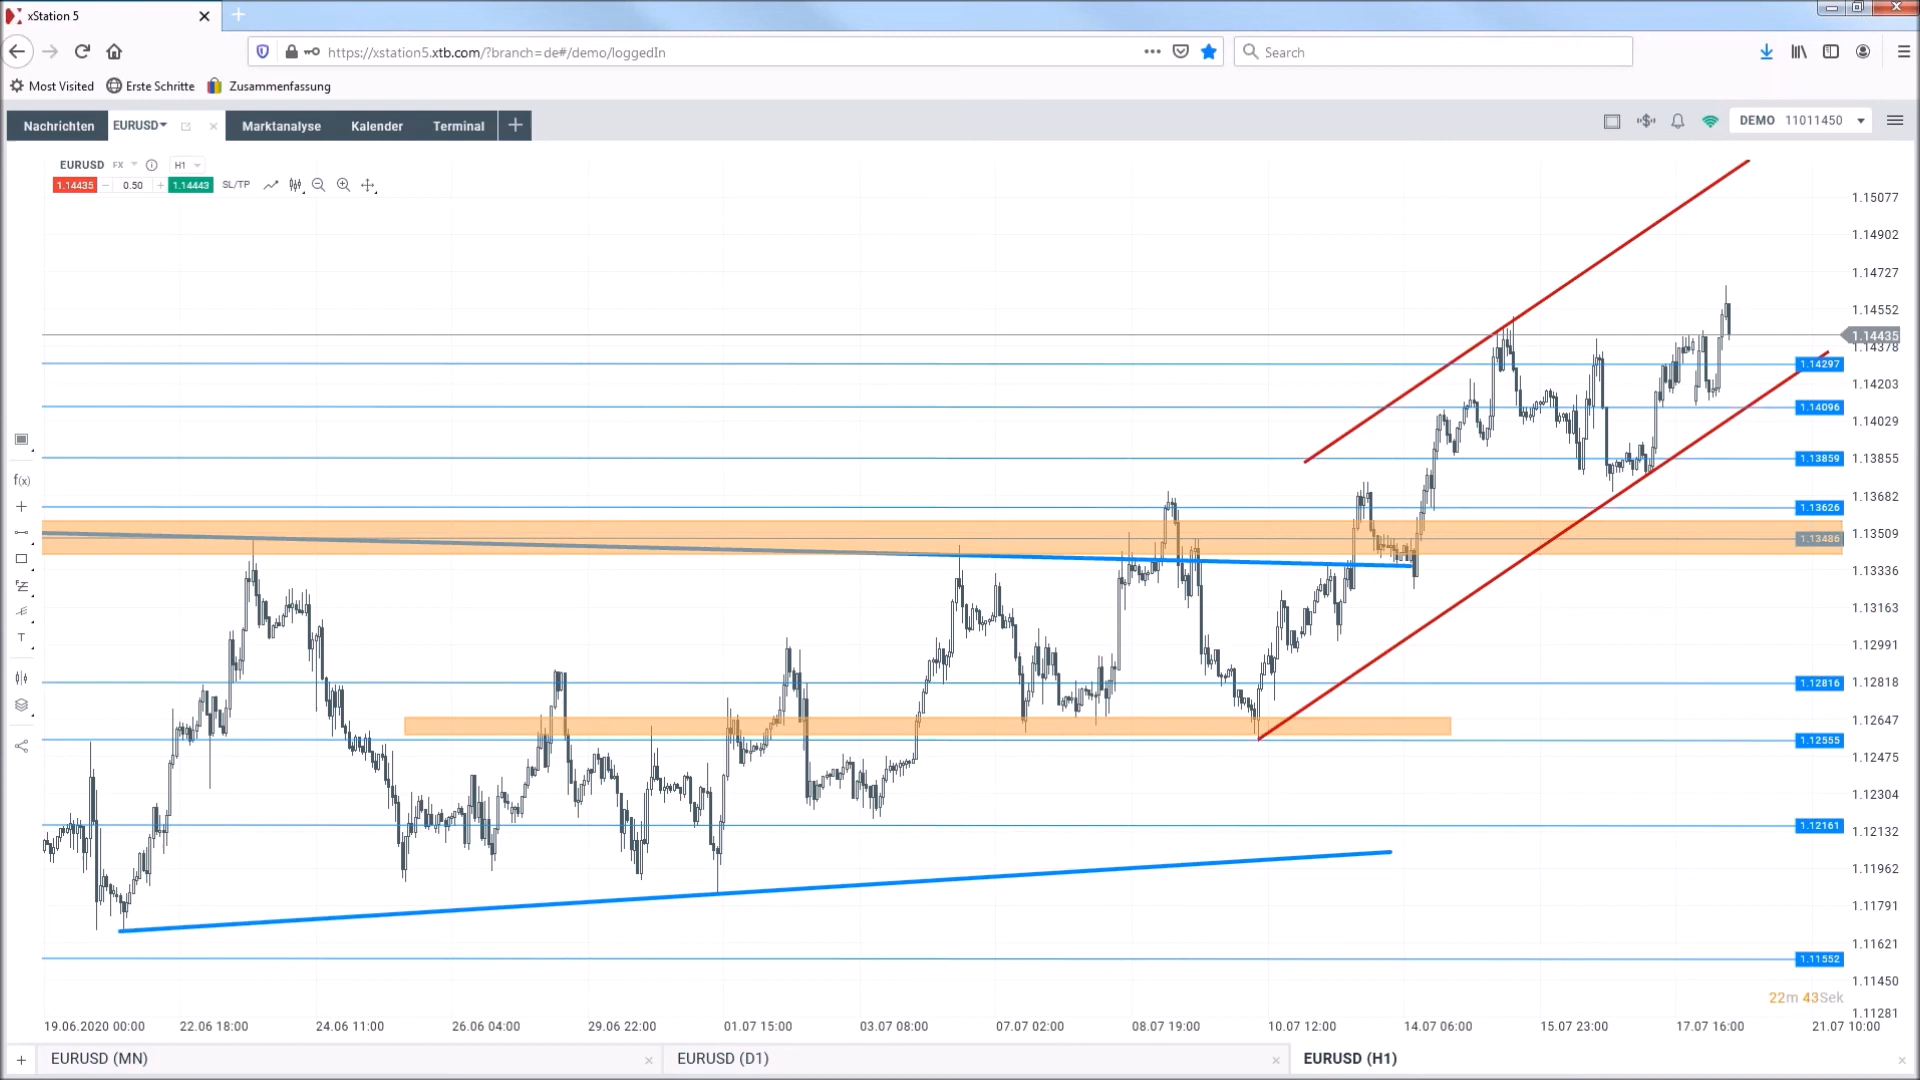 xStation 5
https://xstation5.xtb.com/?branch=de#/demo/loggedIn
Search
Most Visited Erste Schritte Zusammenfassung
Nachrichten EURUSD Marktanalyse Kalender Terminal DEMO 11011450
EURUSD FX H1
1.14435 0.50 1.14443 SL/TP
1.15077
1.14902
1.14727
1.14552
1.14435
1.14378
1.14297
1.14203
1.14096
1.14029
1.13859 1.13855
1.13682
1.13626
1.13509
1.13486
1.13336
1.13163
1.12991
1.12816 1.12818
1.12647
1.12555
1.12475
1.12304
1.12161
1.12132
1.11962
1.11791
1.11621
1.11552
1.11450
22m 43Sek
1.11281
f(x)
T
19.06.2020 00:00 22.06 18:00 24.06 11:00 26.06 04:00 29.06 22:00 01.07 15:00 03.07 08:00 07.07 02:00 08.07 19:00 10.07 12:00 14.07 06:00 15.07 23:00 17.07 16:00 21.07 10:00
EURUSD (MN) EURUSD (D1) EURUSD (H1)